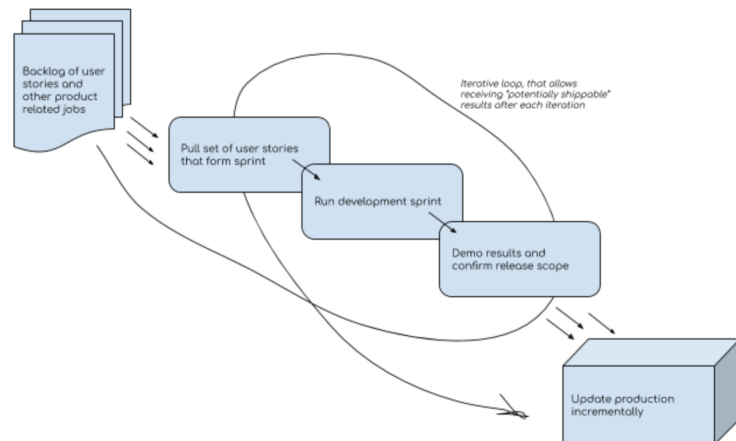 Backlog of user
stories and
other product
related jobs
Iterative loop, that allows
receiving "potentially shippable"
results after each iteration
Pull set of user stories
that form sprint
Run development sprint
Demo results and
confirm release scope
Update production
incrementally